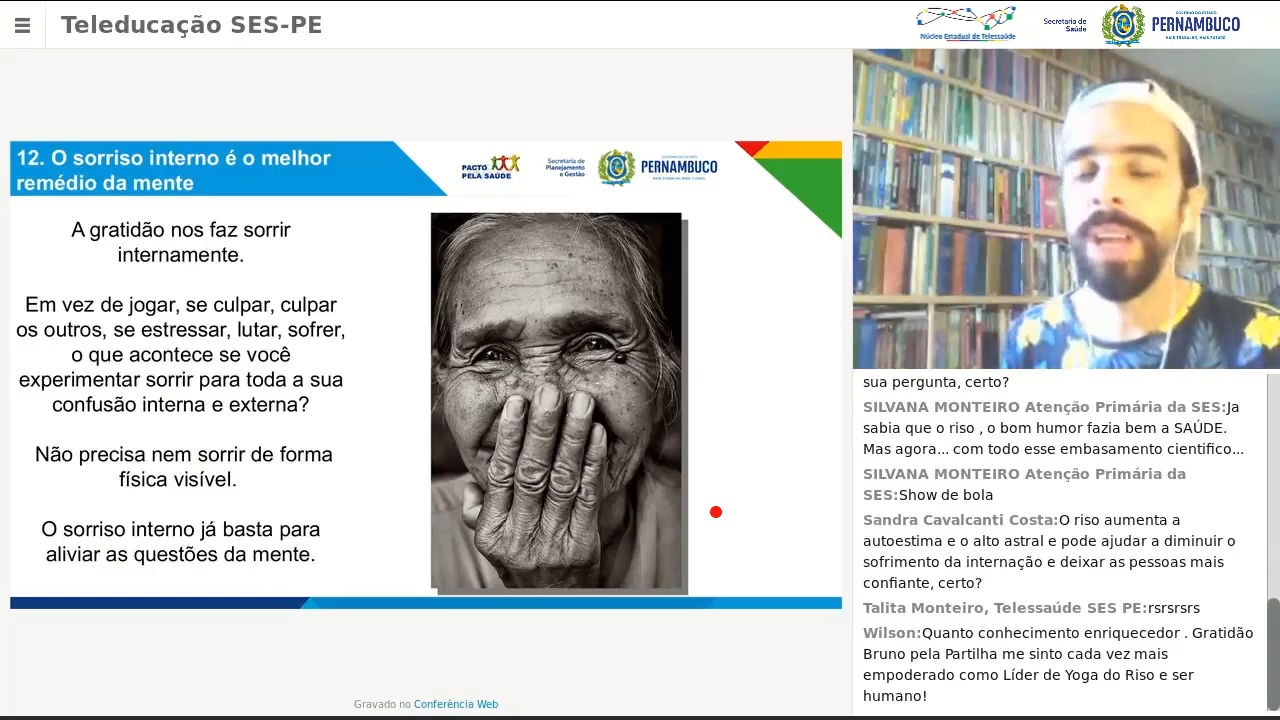 Teleducação SES-PE
Núcleo Estadual de Telessaúde
Secretaria de
Saúde
GOVERNO DO ESTADO
PERNAMBUCO
MAIS TRABALHO, MAIS FUTURO
12. O sorriso interno é o melhor
remédio da mente
PACTO
PELA SAÚDE
Secretaria de
Planejamento
e Gestão
PERNAMBUCO
A gratidão nos faz sorrir
internamente.
Em vez de jogar, se culpar, culpar
os outros, se estressar, lutar, sofrer,
o que acontece se você
experimentar sorrir para toda a sua
confusão interna e externa?
Não precisa nem sorrir de forma
física visível.
O sorriso interno já basta para
aliviar as questões da mente.
sua pergunta, certo?
SILVANA MONTEIRO Atenção Primária da SES:Ja
sabia que o riso , o bom humor fazia bem a SAÚDE.
Mas agora... com todo esse embasamento cientifico...
SILVANA MONTEIRO Atenção Primária da
SES:Show de bola
Sandra Cavalcanti Costa:O riso aumenta a
autoestima e o alto astral e pode ajudar a diminuir o
sofrimento da internação e deixar as pessoas mais
confiante, certo?
Talita Monteiro, Telessaúde SES PE:rsrsrsrs
Wilson:Quanto conhecimento enriquecedor . Gratidão
Bruno pela Partilha me sinto cada vez mais
empoderado como Líder de Yoga do Riso e ser
humano!
Gravado no Conferência Web